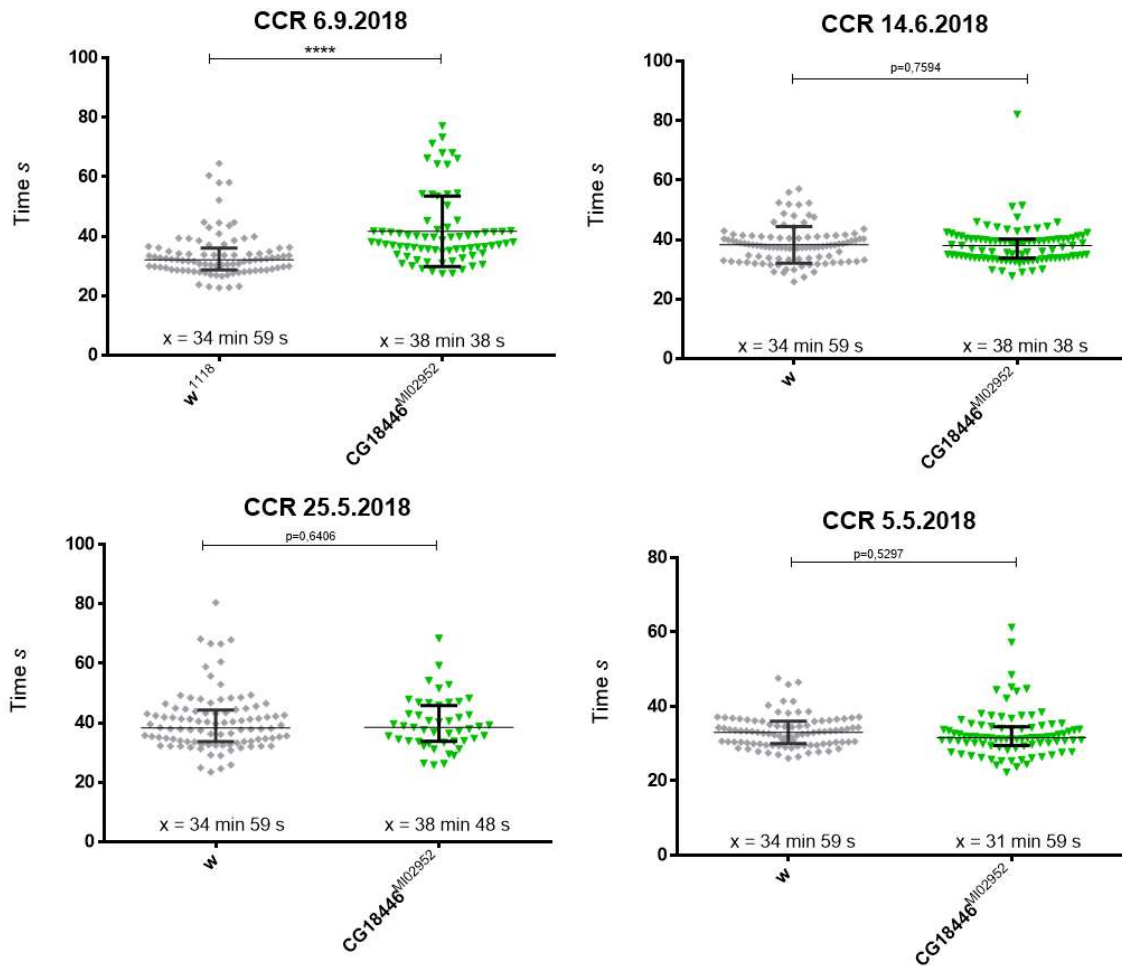 CCR 6.9.2018
****
100
80
60
40
20
0
Time s
x = 34 min 59 s
x = 38 min 38 s
w1118
CG18446MI02952
CCR 14.6.2018
p=0,7594
100
80
60
40
20
0
Time s
x = 34 min 59 s
x = 38 min 38 s
w
CG18446MI02952
CCR 25.5.2018
p=0,6406
100
80
60
40
20
0
Time s
x = 34 min 59 s
x = 38 min 48 s
w
CG18446MI02952
CCR 5.5.2018
p=0,5297
80
60
40
20
0
Time s
x = 34 min 59 s
x = 31 min 59 s
w
CG18446MI02952